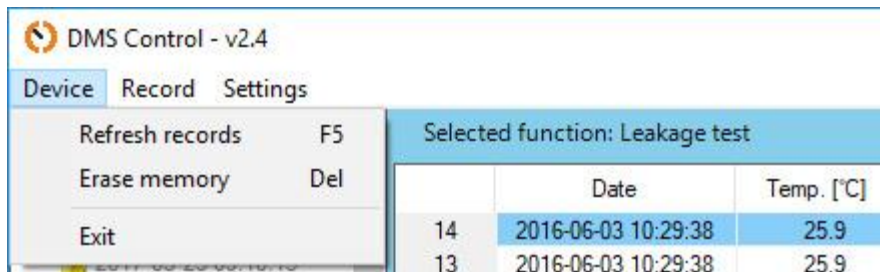 DMS Control - v2.4
Device Record Settings
Refresh records F5
Erase memory Del
Exit
Selected function: Leakage test
Date Temp. [°C]
14 2016-06-03 10:29:38 25.9
13 2016-06-03 10:29:38 25.9